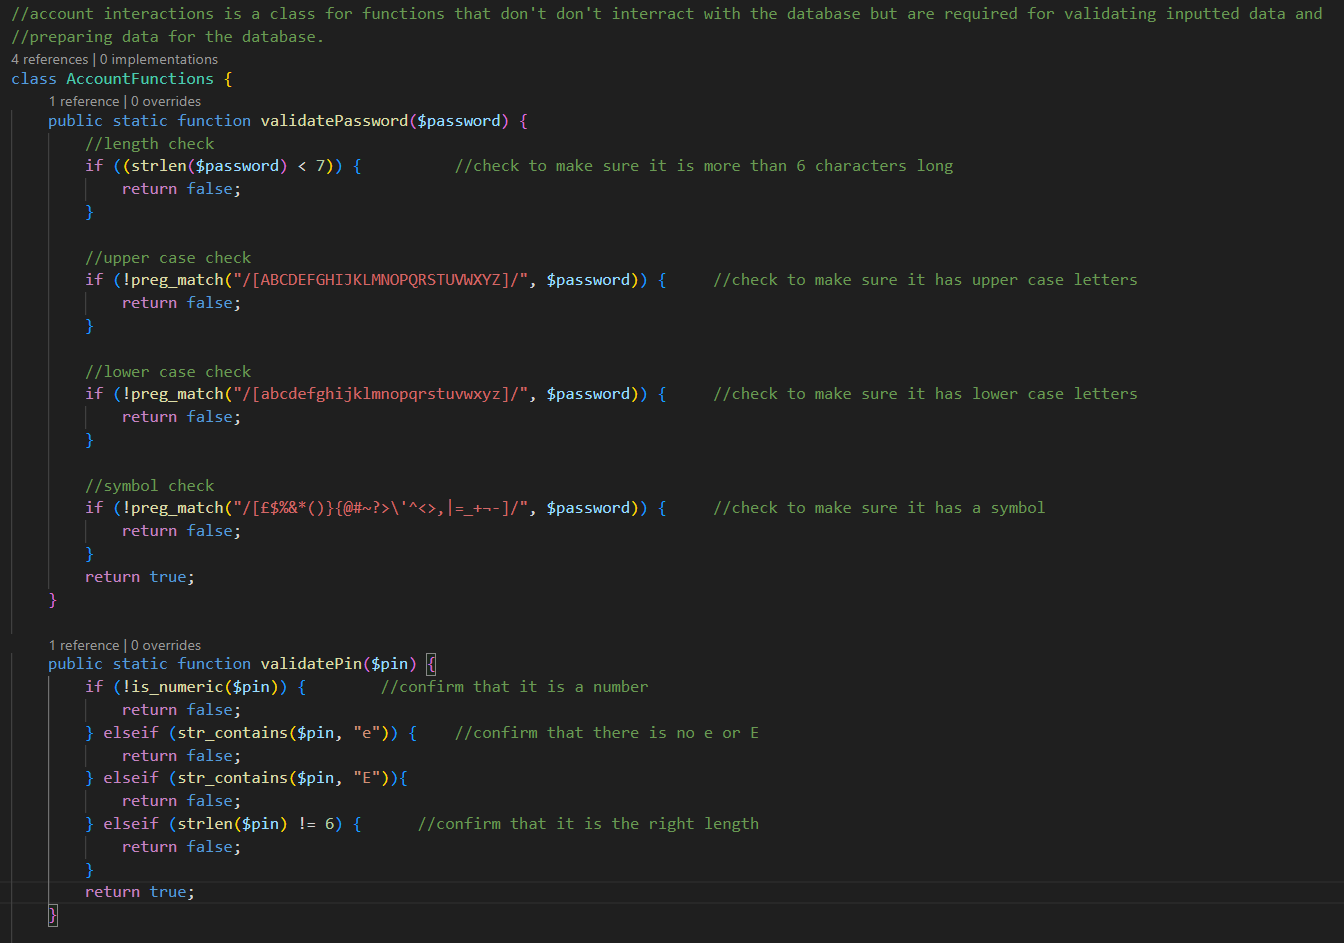 //account interactions is a class for functions that don't don't interract with the database but are required for validating inputted data and
//preparing data for the database.
4 references | 0 implementations
class AccountFunctions {
1 reference | 0 overrides
public static function validatePassword($password) {
//length check
if ((strlen($password) < 7)) { //check to make sure it is more than 6 characters long
return false;
}
//upper case check
if (!preg_match("/[ABCDEFGHIJKLMNOPQRSTUVWXYZ]/", $password)) { //check to make sure it has upper case letters
return false;
}
//lower case check
if (!preg_match("/[abcdefghijklmnopqrstuvwxyz]/", $password)) { //check to make sure it has lower case letters
return false;
}
//symbol check
if (!preg_match("/[£$%&*()}{@#~?>\'^<>,|=_+¬-]/", $password)) { //check to make sure it has a symbol
return false;
}
return true;
}
1 reference | 0 overrides
public static function validatePin($pin) {
if (!is_numeric($pin)) { //confirm that it is a number
return false;
} elseif (str_contains($pin, "e")) { //confirm that there is no e or E
return false;
} elseif (str_contains($pin, "E")){
return false;
} elseif (strlen($pin) != 6) { //confirm that it is the right length
return false;
}
return true;
}